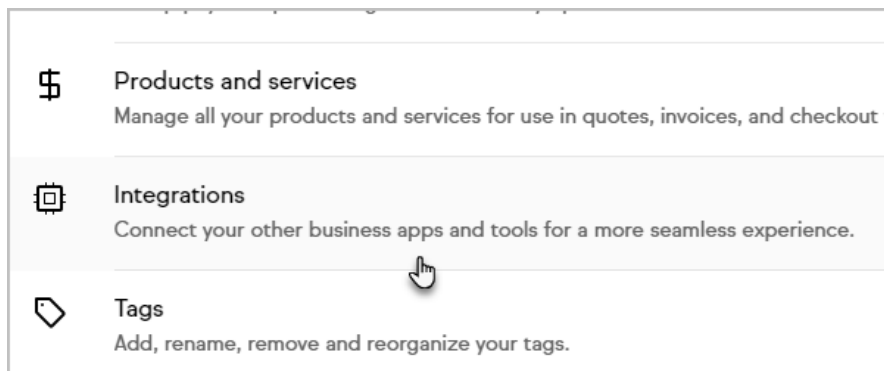 Products and services
Manage all your products and services for use in quotes, invoices, and checkout
Integrations
Connect your other business apps and tools for a more seamless experience.
Tags
Add, rename, remove and reorganize your tags.